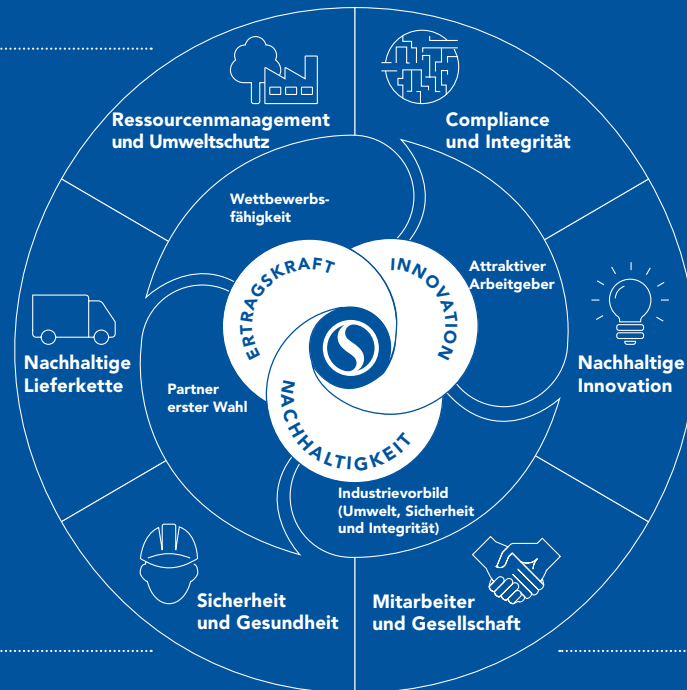 Ressourcenmanagement
und Umweltschutz
Compliance
und Integrität
Wettbewerbs-
fähigkeit
ERTRAGSKRAFT
INNOVATION
Attraktiver
Arbeitgeber
Nachhaltige
Lieferkette
Nachhaltige
Innovation
Partner
erster Wahl
NACHHALTIGKEIT
Industrievorbild
(Umwelt, Sicherheit
und Integrität)
Sicherheit
und Gesundheit
Mitarbeiter
und Gesellschaft